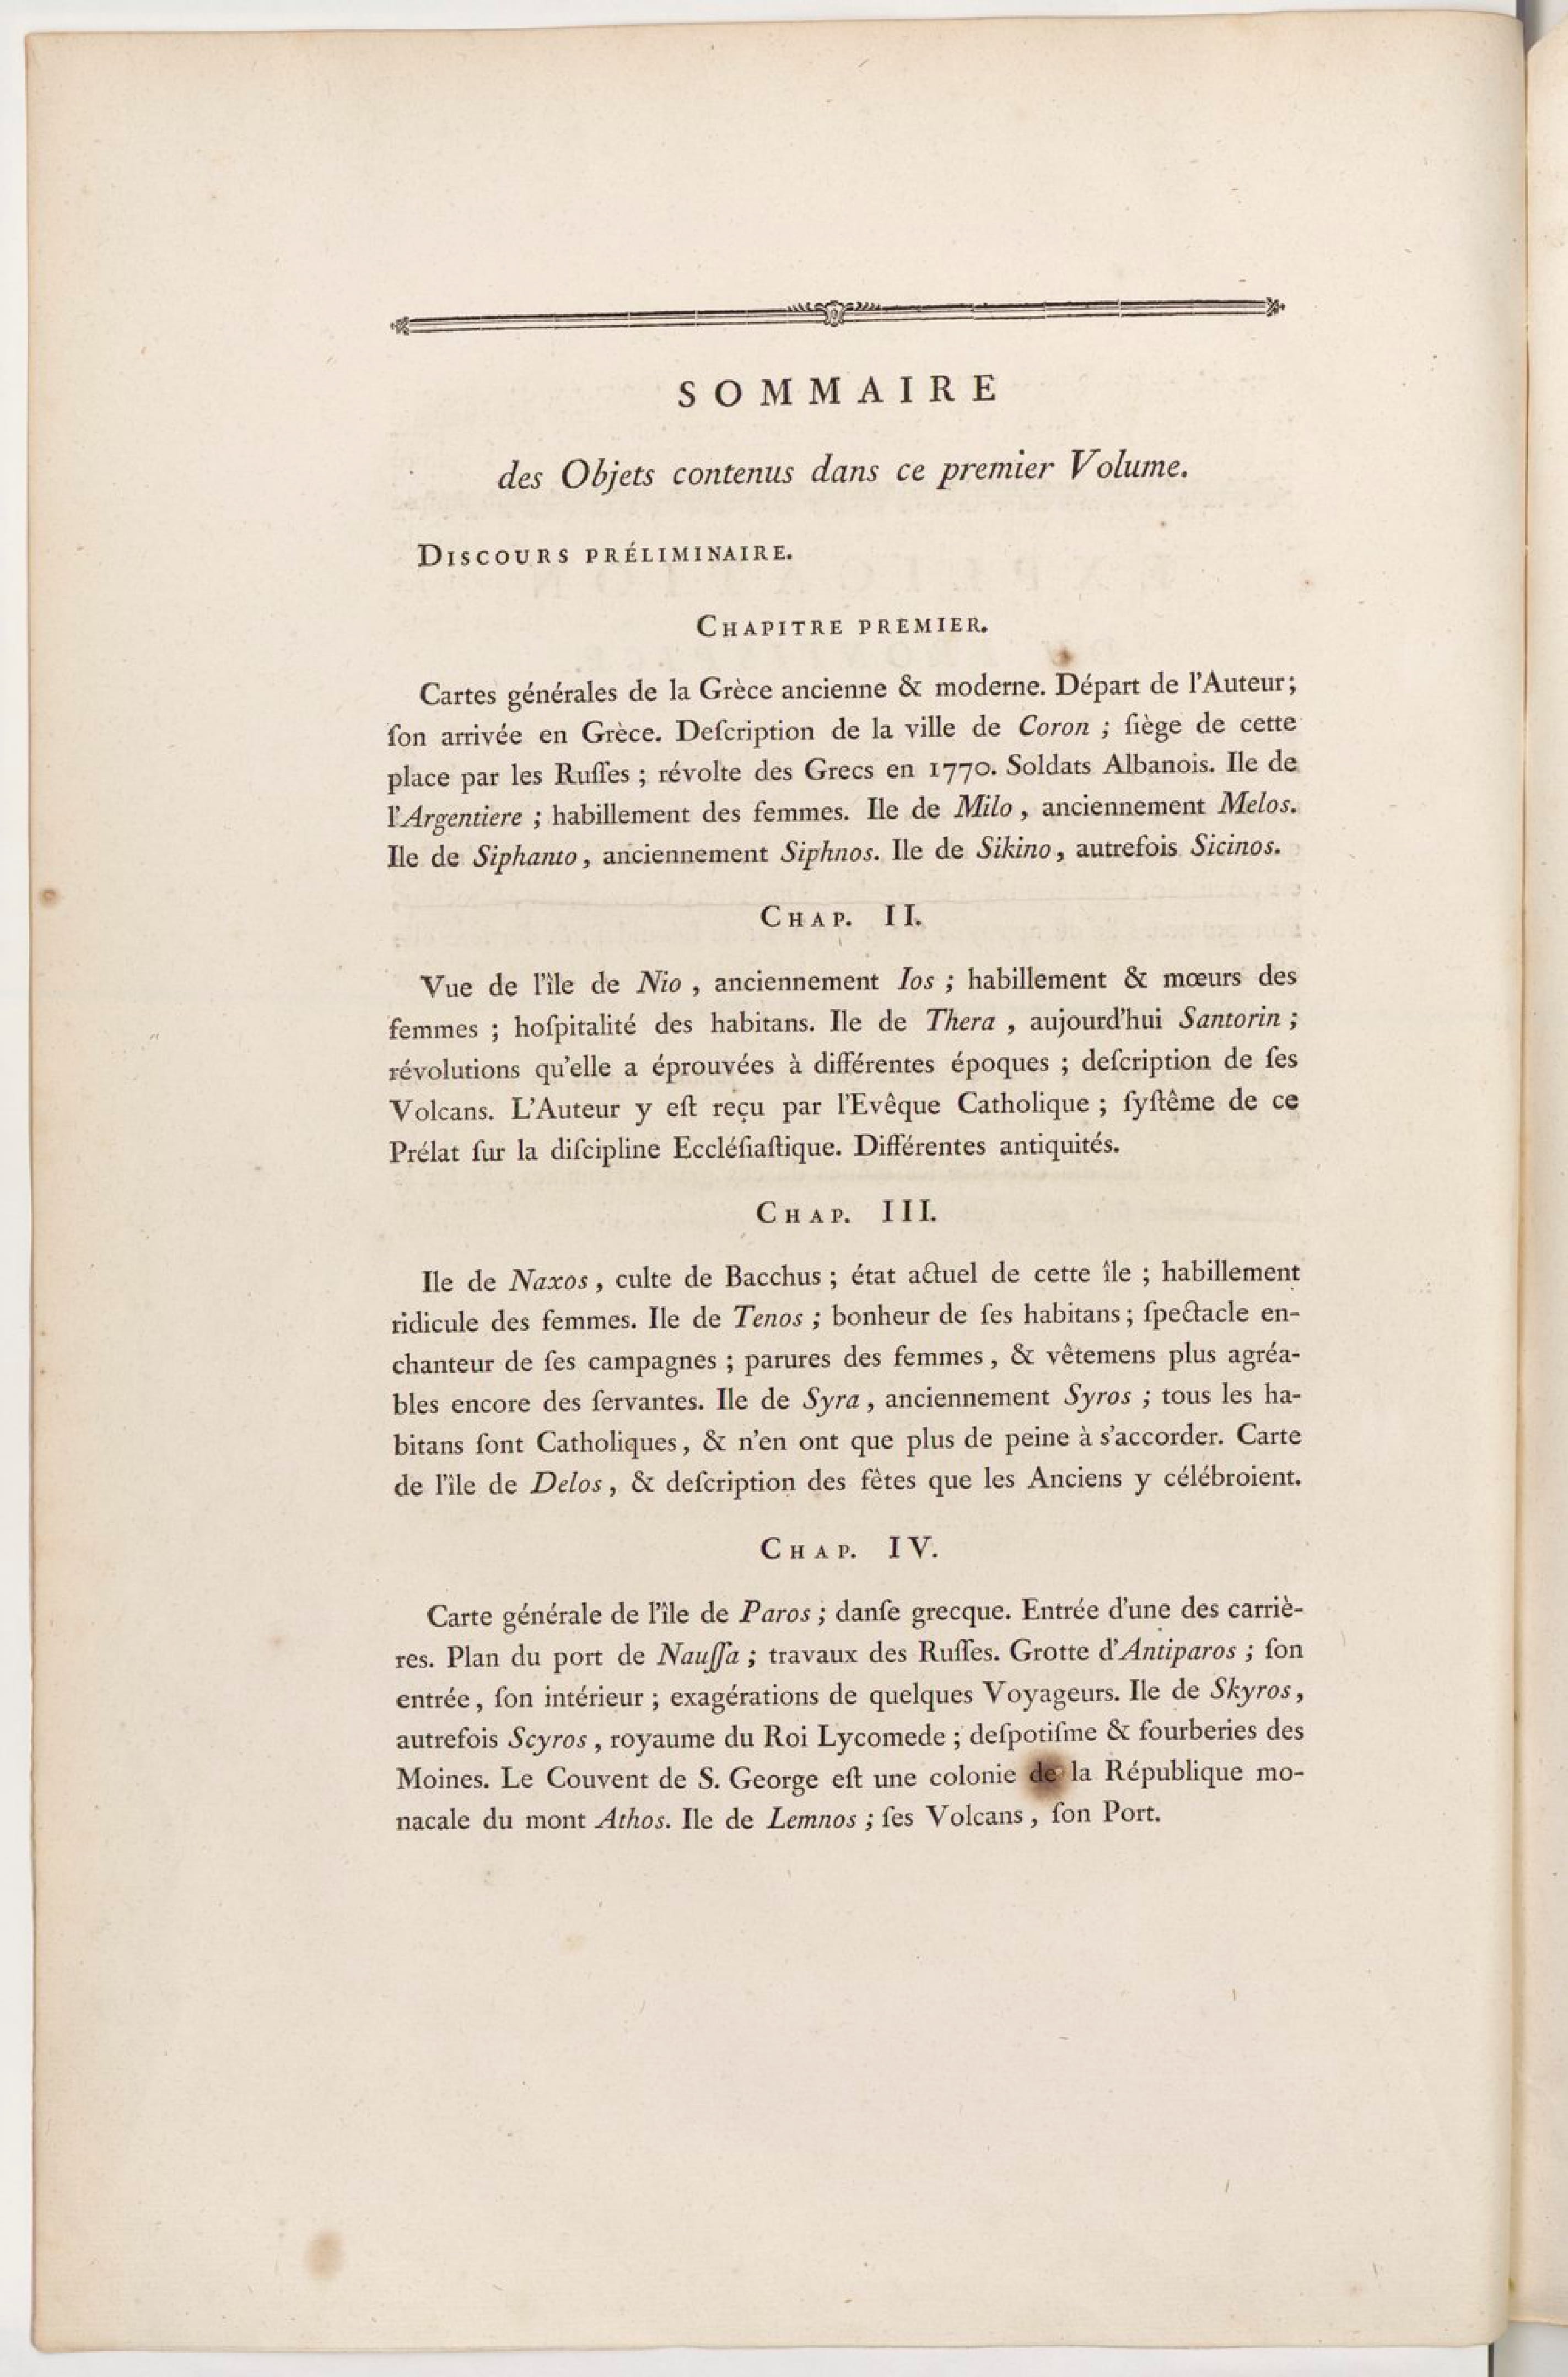 SOMMAIRE
des Objets contenus dans ce premier Volume.
DISCOURS PRÉLIMINAIRE.
CHAPITRE PREMIER.
Cartes générales de la Grèce ancienne & moderne. Départ de l'Auteur;
ſon arrivée en Grèce. Deſcription de la ville de Coron ; ſiège de cette
place par les Ruſſes ; révolte des Grecs en 1770. Soldats Albanois. Ile de
l'Argentiere ; habillement des femmes. Ile de Milo , anciennement Melos.
Ile de Siphanto, anciennement Siphnos. Ile de Sikino, autrefois Sicinos.
CHAP. II.
Vue de l'île de Nio , anciennement Ios ; habillement & mœurs des
femmes ; hoſpitalité des habitans. Ile de Thera , aujourd'hui Santorin ;
révolutions qu'elle a éprouvées à différentes époques ; deſcription de ſes
Volcans. L'Auteur y eſt reçu par l'Evêque Catholique ; ſyſtême de ce
Prélat ſur la diſcipline Eccléſiaſtique. Différentes antiquités.
CHAP. III.
Ile de Naxos, culte de Bacchus ; état actuel de cette île ; habillement
ridicule des femmes. Ile de Tenos ; bonheur de ſes habitans ; ſpectacle en-
chanteur de ſes campagnes ; parures des femmes, & vêtemens plus agréa-
bles encore des ſervantes. Ile de Syra, anciennement Syros ; tous les ha-
bitans ſont Catholiques, & n'en ont que plus de peine à s'accorder. Carte
de l'île de Delos, & deſcription des fêtes que les Anciens y célébroient.
CHAP. IV.
Carte générale de l'île de Paros ; danſe grecque. Entrée d'une des carriè-
res. Plan du port de Nauſſa ; travaux des Ruſſes. Grotte d'Antiparos ; ſon
entrée, ſon intérieur ; exagérations de quelques Voyageurs. Ile de Skyros,
autrefois Scyros , royaume du Roi Lycomede ; deſpotiſme & fourberies des
Moines. Le Couvent de S. George eſt une colonie de la République mo-
nacale du mont Athos. Ile de Lemnos ; ſes Volcans , ſon Port.